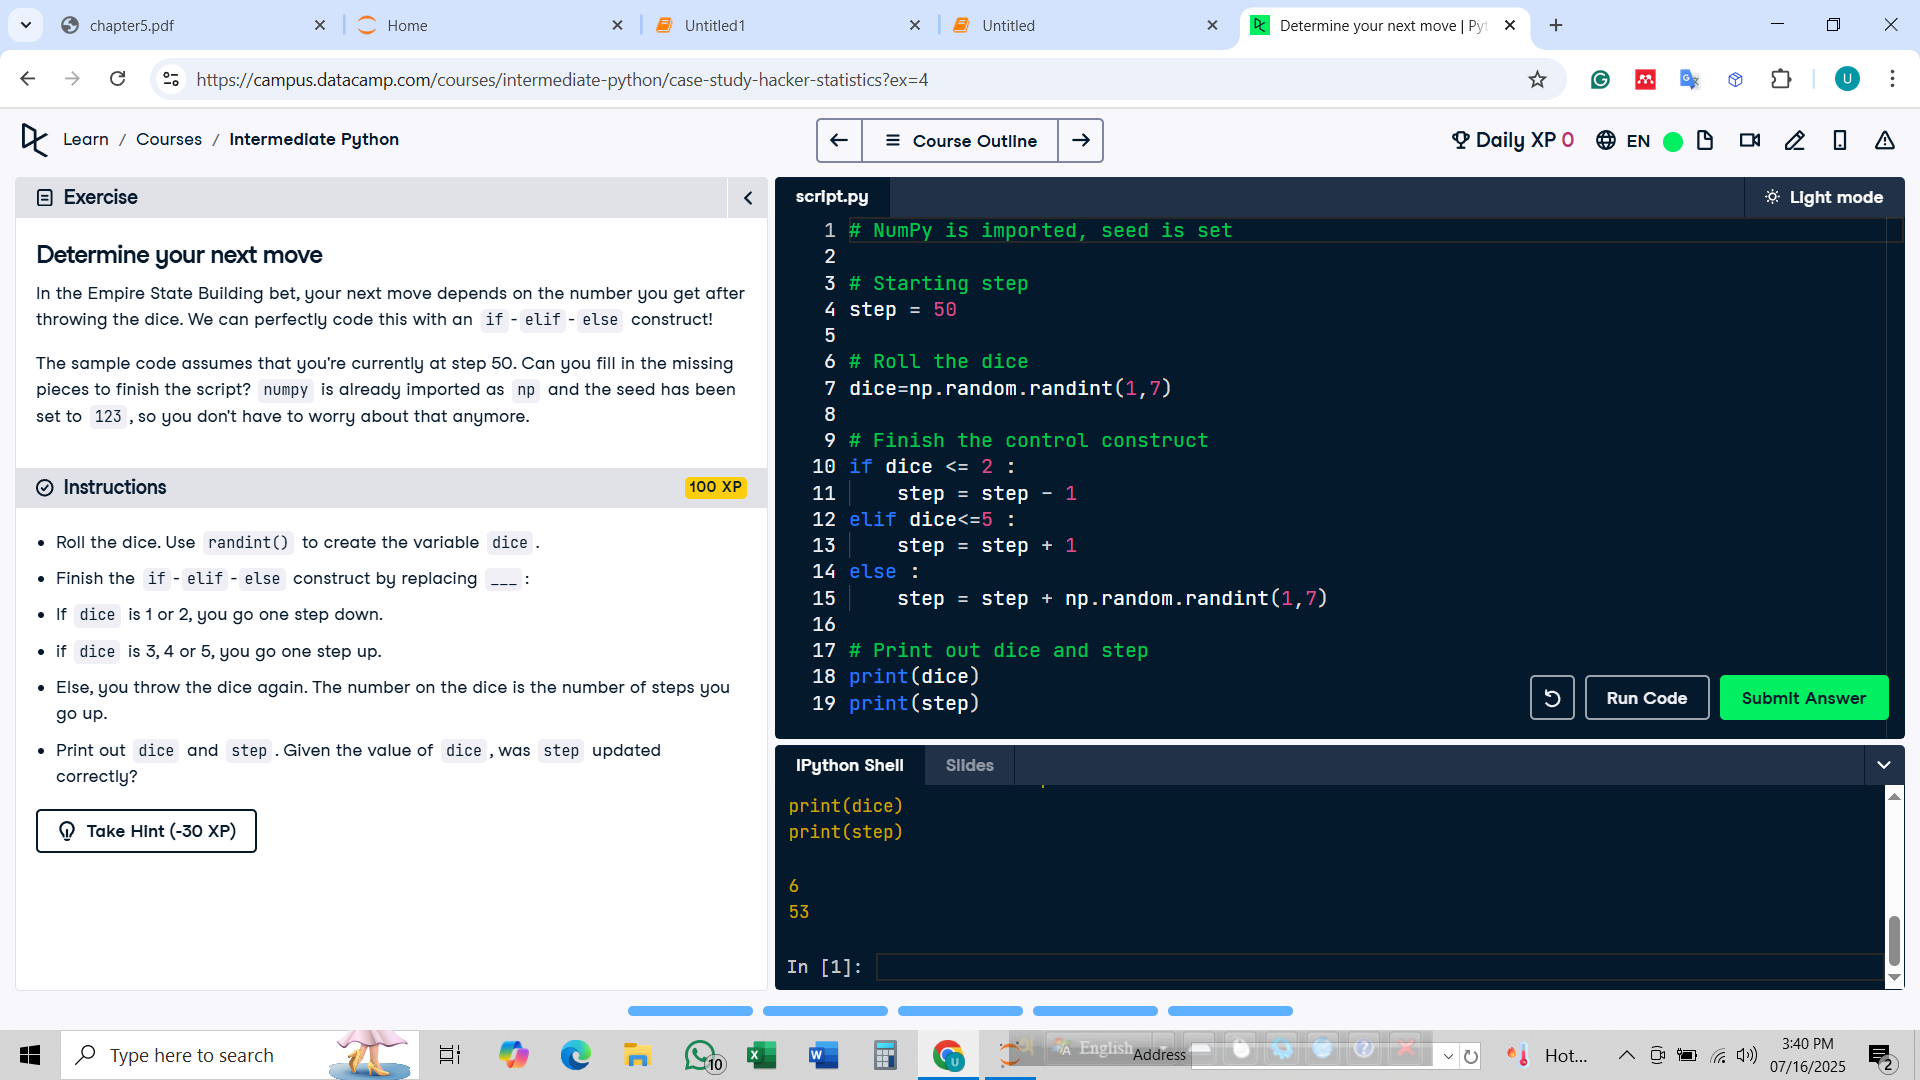 chapter5.pdf
Home
Untitled1
Untitled
Determine your next move | Pyt
https://campus.datacamp.com/courses/intermediate-python/case-study-hacker-statistics?ex=4
U
Learn / Courses / Intermediate Python
Course Outline
Daily XP 0
EN
Exercise
Determine your next move
In the Empire State Building bet, your next move depends on the number you get after
throwing the dice. We can perfectly code this with an if - elif - else construct!
The sample code assumes that you're currently at step 50. Can you fill in the missing
pieces to finish the script? numpy is already imported as np and the seed has been
set to 123 , so you don't have to worry about that anymore.
Instructions
100 XP
• Roll the dice. Use randint() to create the variable dice .
• Finish the if - elif - else construct by replacing ___ :
• If dice is 1 or 2, you go one step down.
• if dice is 3, 4 or 5, you go one step up.
• Else, you throw the dice again. The number on the dice is the number of steps you
go up.
• Print out dice and step . Given the value of dice , was step updated
correctly?
Take Hint (-30 XP)
script.py
Light mode
1 # NumPy is imported, seed is set
2
3 # Starting step
4 step = 50
5
6 # Roll the dice
7 dice=np.random.randint(1,7)
8
9 # Finish the control construct
10 if dice <= 2 :
11     step = step - 1
12 elif dice<=5 :
13     step = step + 1
14 else :
15     step = step + np.random.randint(1,7)
16
17 # Print out dice and step
18 print(dice)
19 print(step)
Run Code
Submit Answer
IPython Shell
Slides
print(dice)
print(step)
6
53
In [1]:
Type here to search
10
English
Address
Hot...
3:40 PM
07/16/2025
2